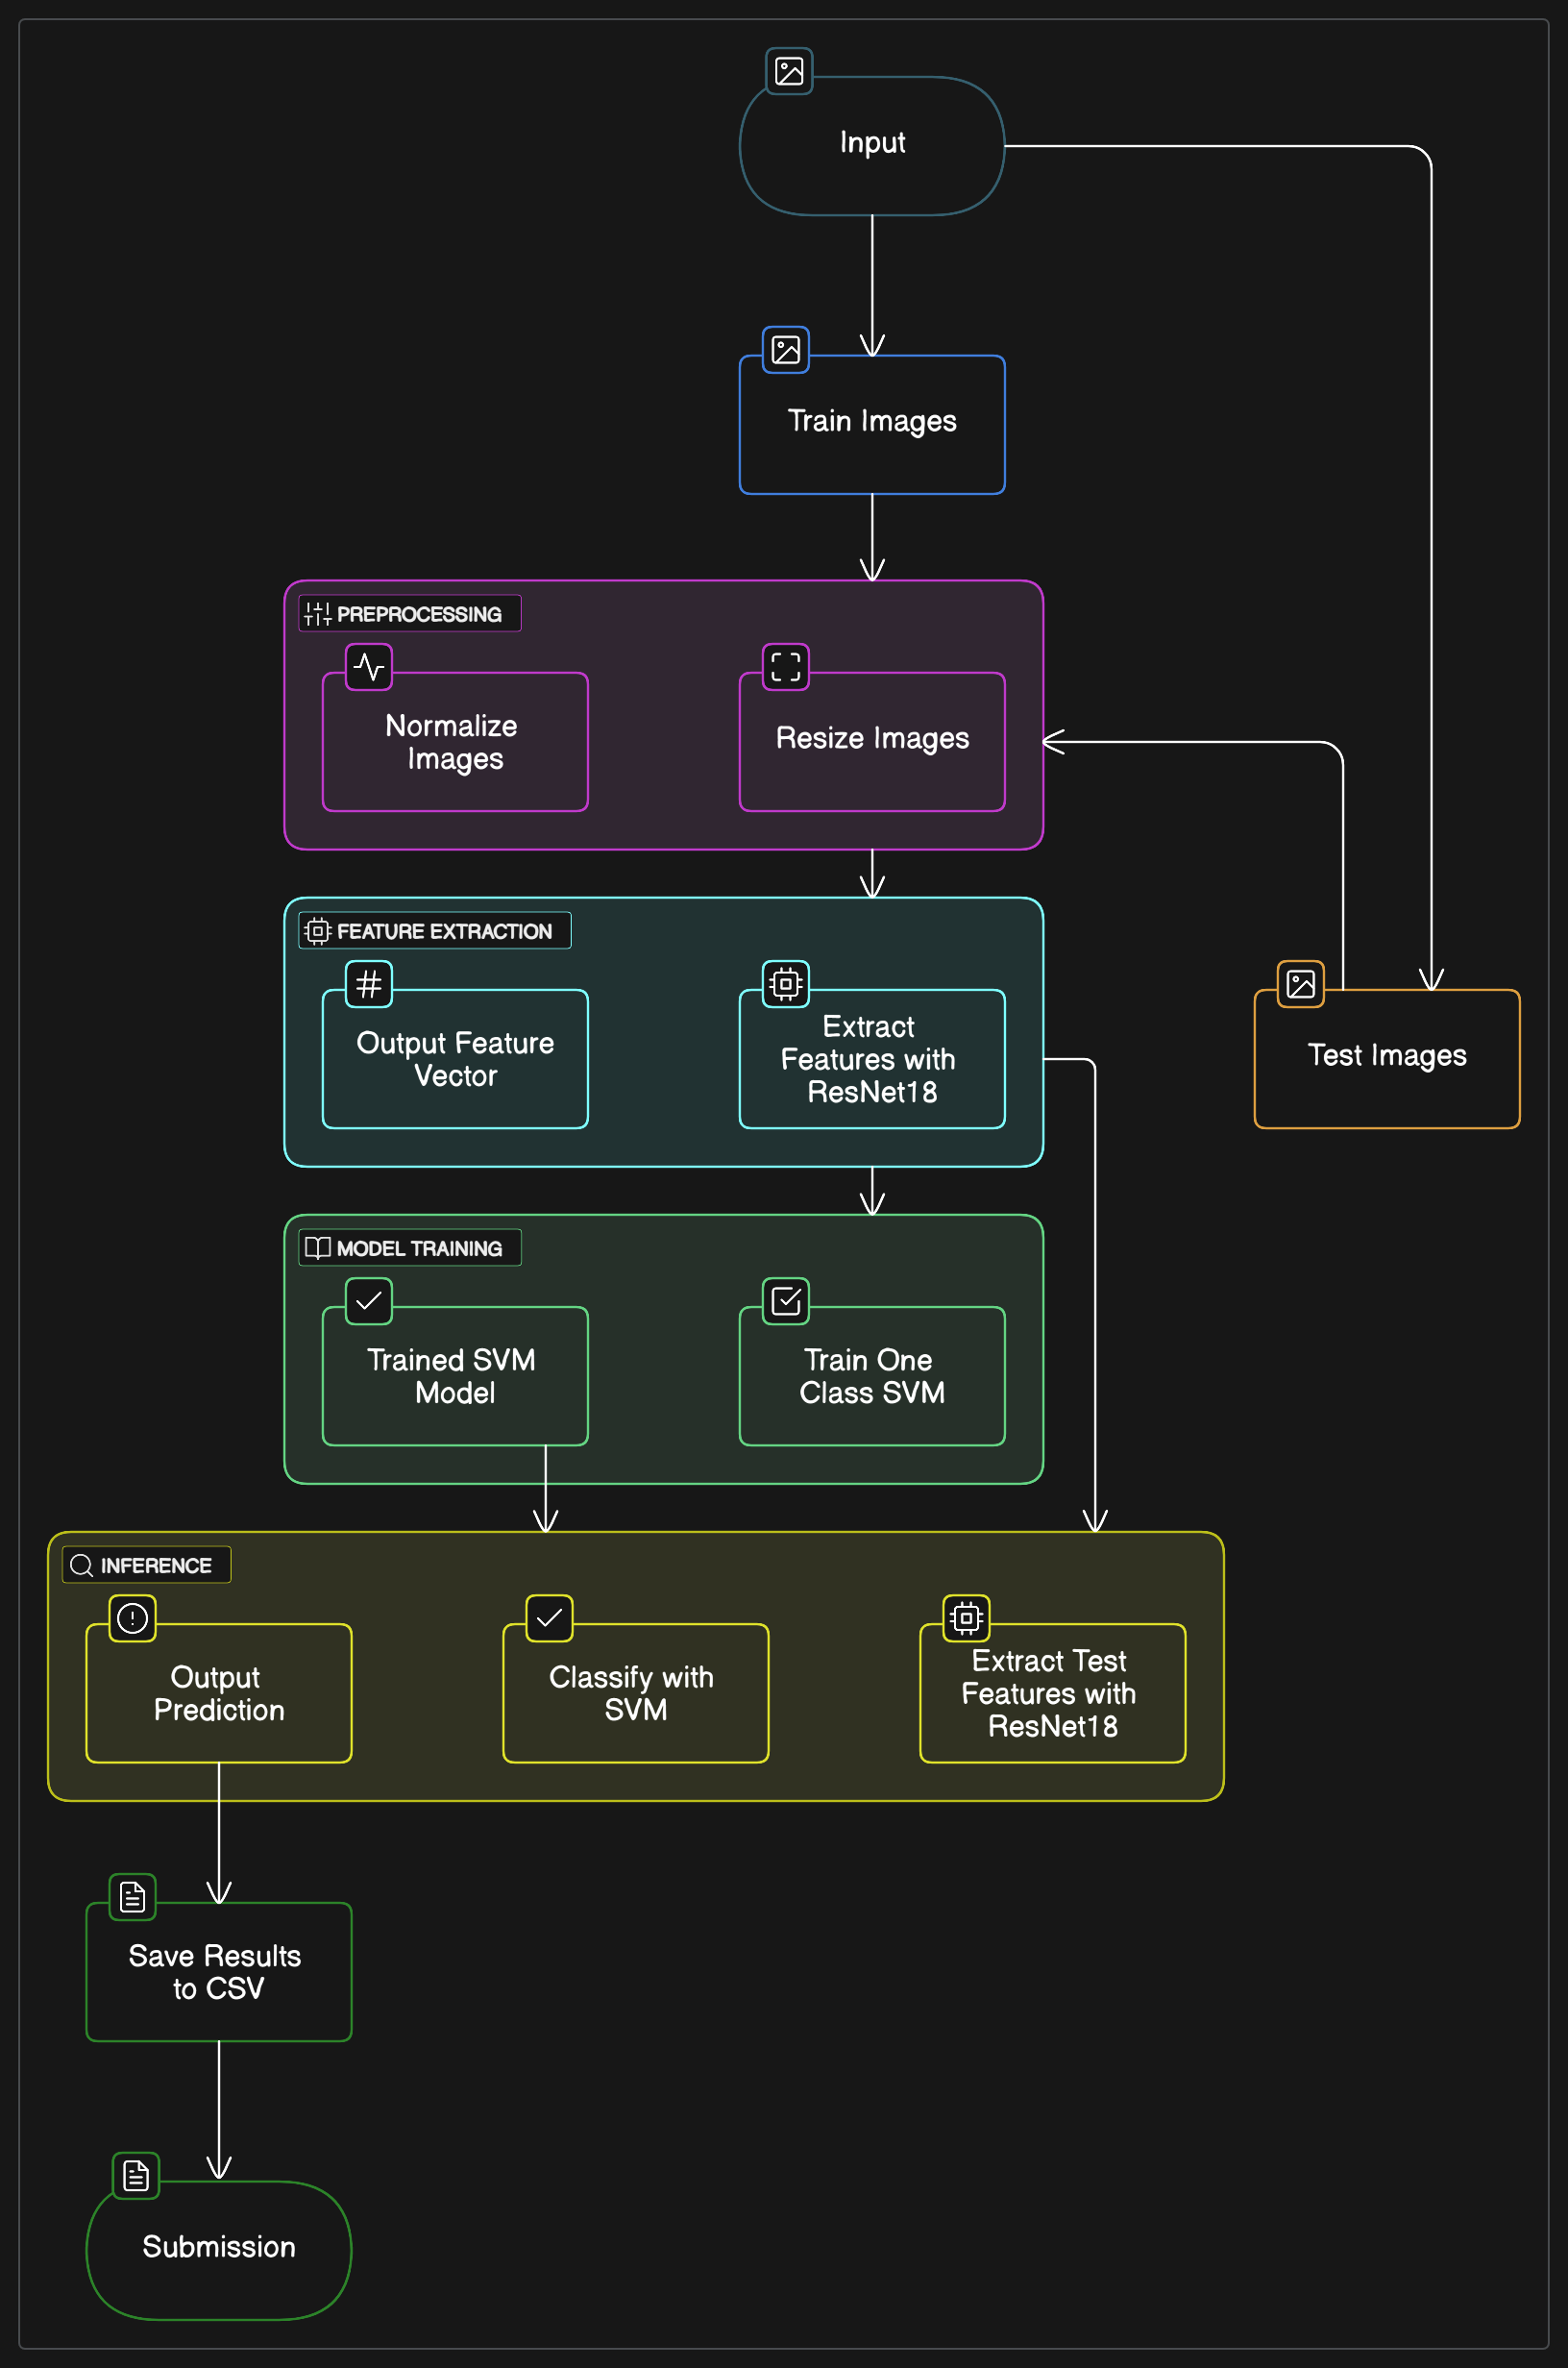 Input
Train Images
PREPROCESSING
Normalize
Images
Resize Images
FEATURE EXTRACTION
Output Feature
Vector
Extract
Features with
ResNet18
Test Images
MODEL TRAINING
Trained SVM
Model
Train One
Class SVM
INFERENCE
Output
Prediction
Classify with
SVM
Extract Test
Features with
ResNet18
Save Results
to CSV
Submission